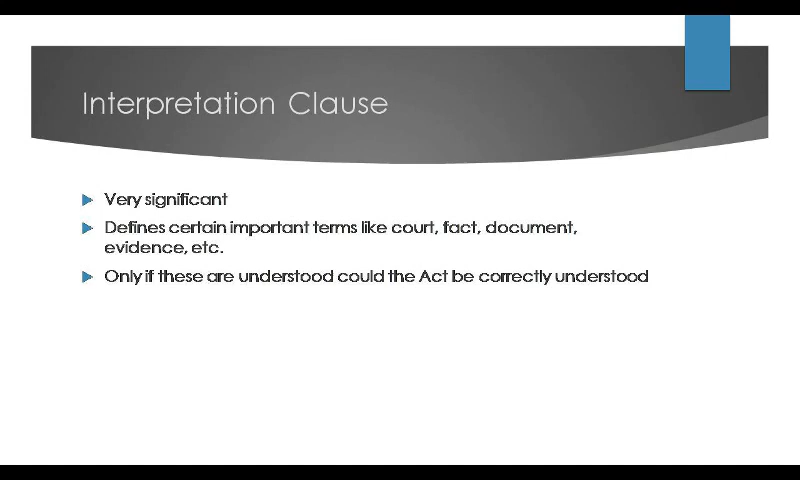 Interpretation Clause
Very significant
Defines certain important terms like court, fact, document,
evidence, etc.
Only if these are understood could the Act be correctly understood